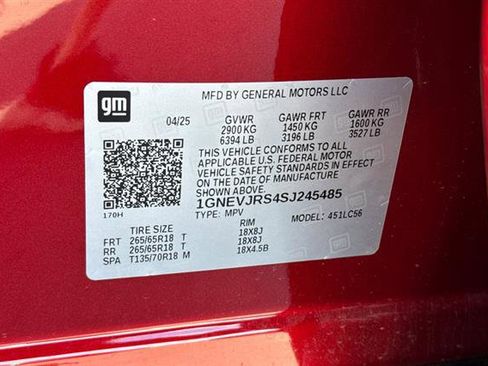 gm
MFD BY GENERAL MOTORS LLC
04/25 GVWR GAWR FRT GAWR RR
2900 KG 1450 KG 1600 KG
6394 LB 3196 LB 3527 LB
THIS VEHICLE CONFORMS TO ALL
APPLICABLE U.S. FEDERAL MOTOR
VEHICLE SAFETY STANDARDS IN EFFECT ON
THE DATE OF MANUFACTURE
SHOWN ABOVE.
1GNEVJRS4SJ245485
170H TYPE: MPV MODEL: 451LC56
TIRE SIZE RIM
FRT 265/65R18 T 18X8J
RR 265/65R18 T 18X8J
SPA T135/70R18 M 18X4.5B